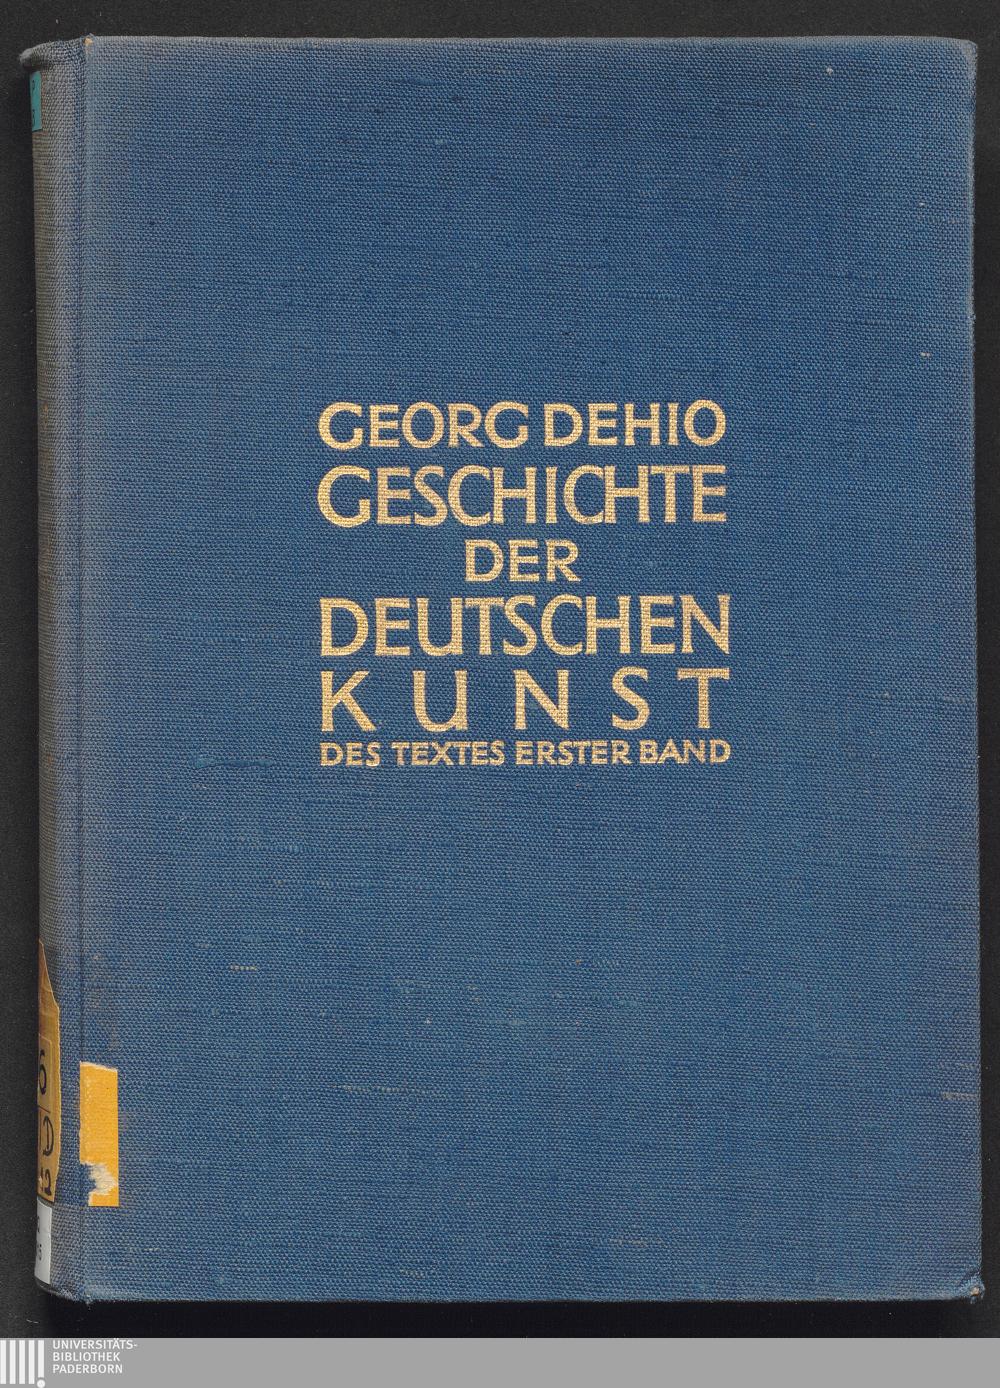 GEORG DEHIO
GESCHICHTE
DER
DEUTSCHEN
KUNST
DES TEXTES ERSTER BAND
UNIVERSITÄTS-
BIBLIOTHEK
PADERBORN